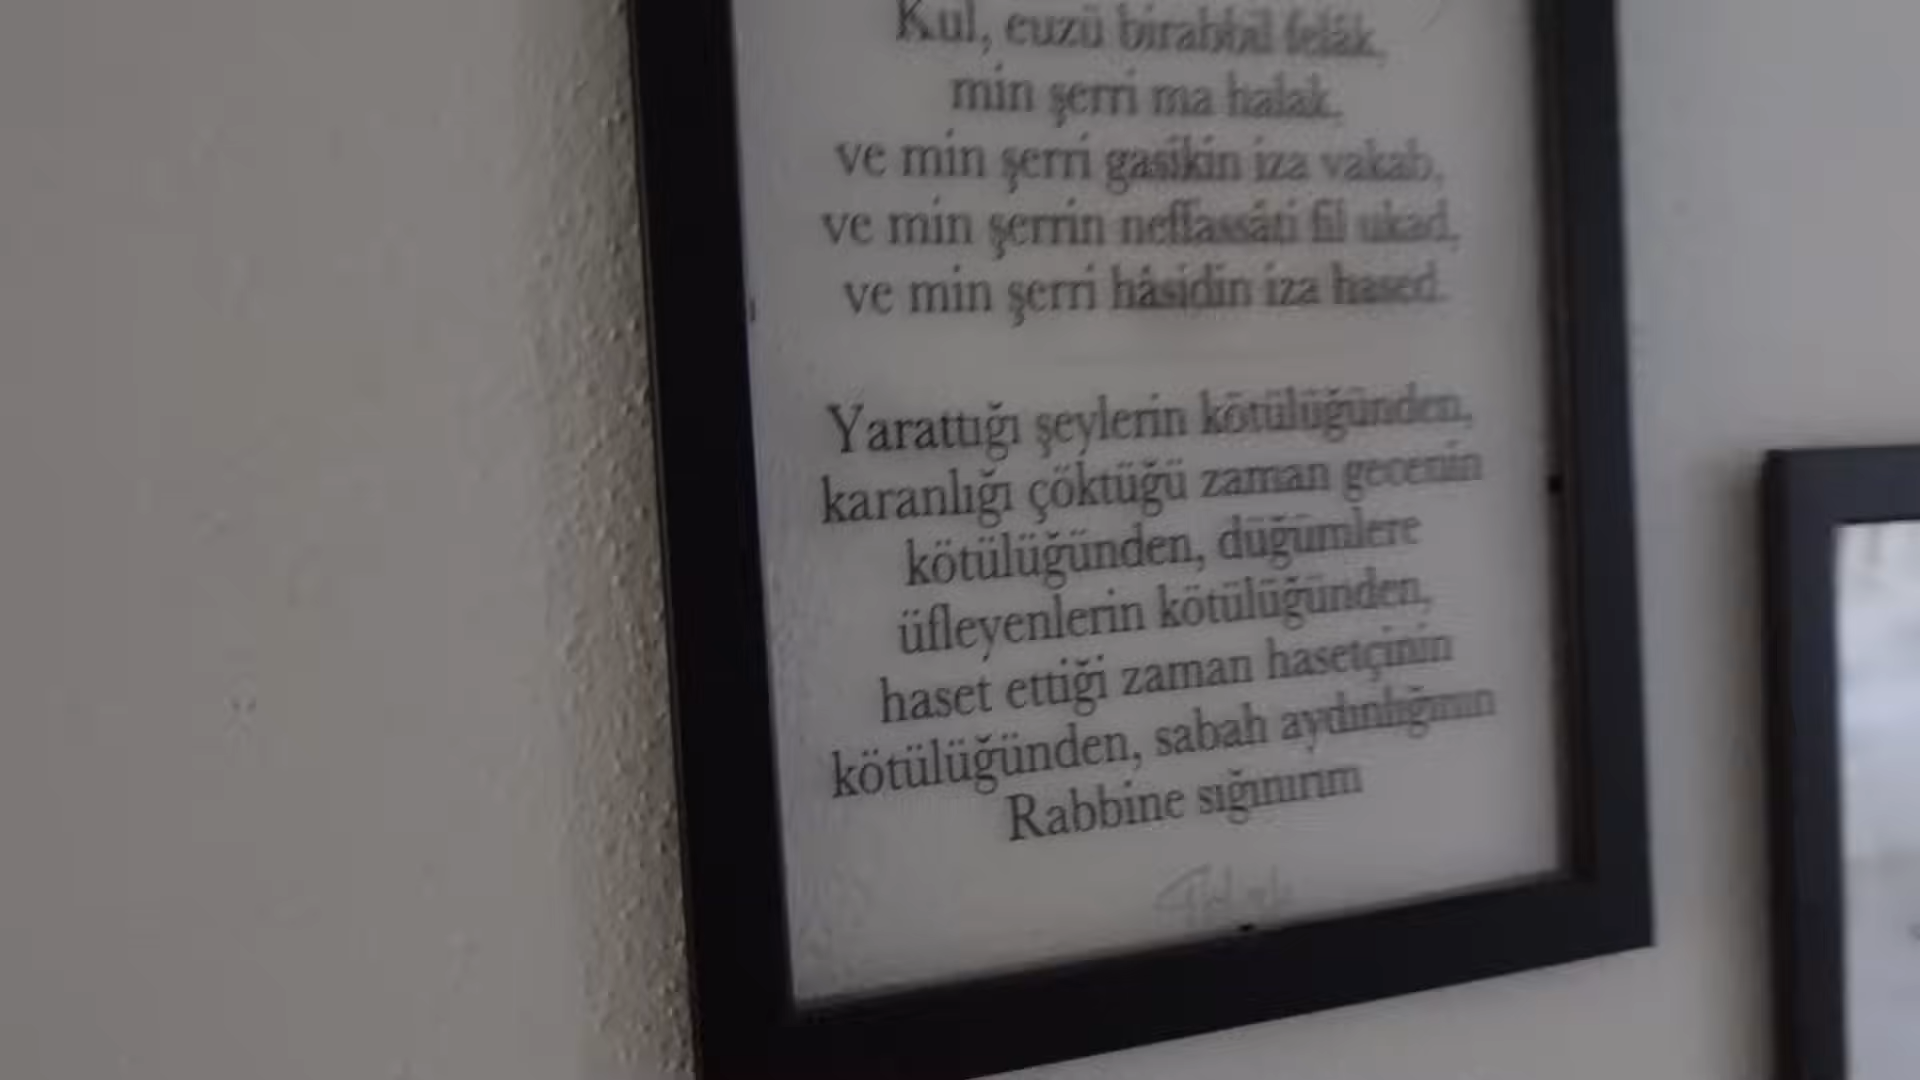 Kul, euzü birabbil felâk,
min şerri ma halak,
ve min şerri gasikin iza vakab,
ve min şerrin neffassâti fil ukad,
ve min şerri hâsidin iza hased.
Yarattığı şeylerin kötülüğünden,
karanlığı çöktüğü zaman gecenin
kötülüğünden, düğümlere
üfleyenlerin kötülüğünden,
haset ettiği zaman hasetçinin
kötülüğünden, sabah aydınlığının
Rabbine sığınırım